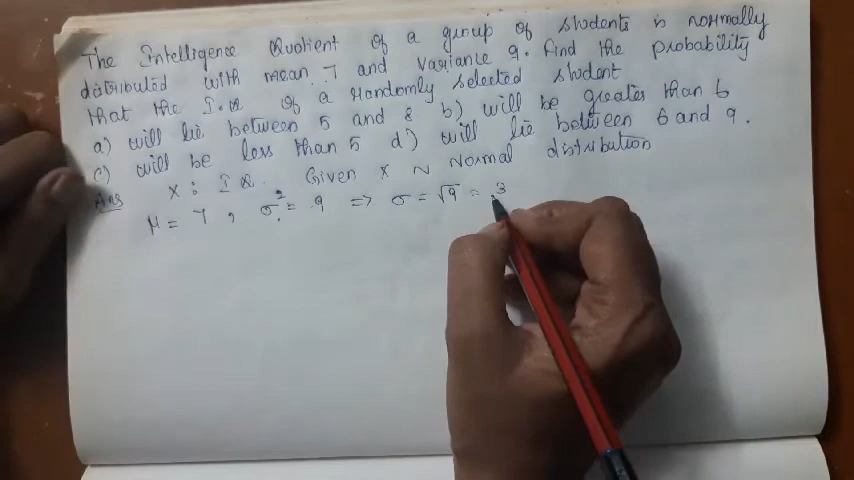 The Intelligence Quotient of a group of students is normally
distributed with mean 7 and variance 9. Find the probability
that the I.Q of a randomly selected student
a) will lie between 5 and 8 b) will be greater than 6
c) will be less than 5 d) will lie between 6 and 9.
Ans X : I Q. Given X ~ Normal distribution
μ = 7, σ² = 9 => σ = √9 = 3